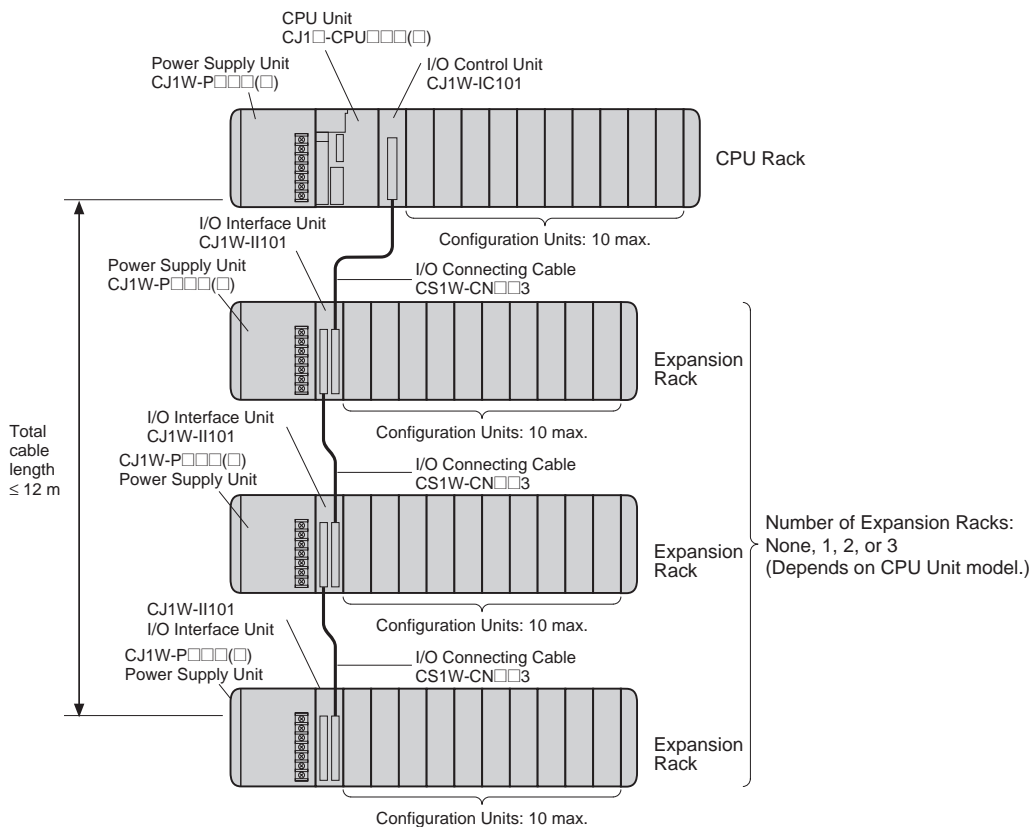 CPU Unit
CJ1□-CPU□□□(□)
Power Supply Unit
CJ1W-P□□□(□)
I/O Control Unit
CJ1W-IC101
CPU Rack
I/O Interface Unit
CJ1W-II101
Configuration Units: 10 max.
Power Supply Unit
CJ1W-P□□□(□)
I/O Connecting Cable
CS1W-CN□□3
Expansion
Rack
I/O Interface Unit
CJ1W-II101
Configuration Units: 10 max.
Total
cable
length
≤ 12 m
CJ1W-P□□□(□)
Power Supply Unit
I/O Connecting Cable
CS1W-CN□□3
Expansion
Rack
Number of Expansion Racks:
None, 1, 2, or 3
(Depends on CPU Unit model.)
CJ1W-II101
I/O Interface Unit
Configuration Units: 10 max.
CJ1W-P□□□(□)
Power Supply Unit
I/O Connecting Cable
CS1W-CN□□3
Expansion
Rack
Configuration Units: 10 max.